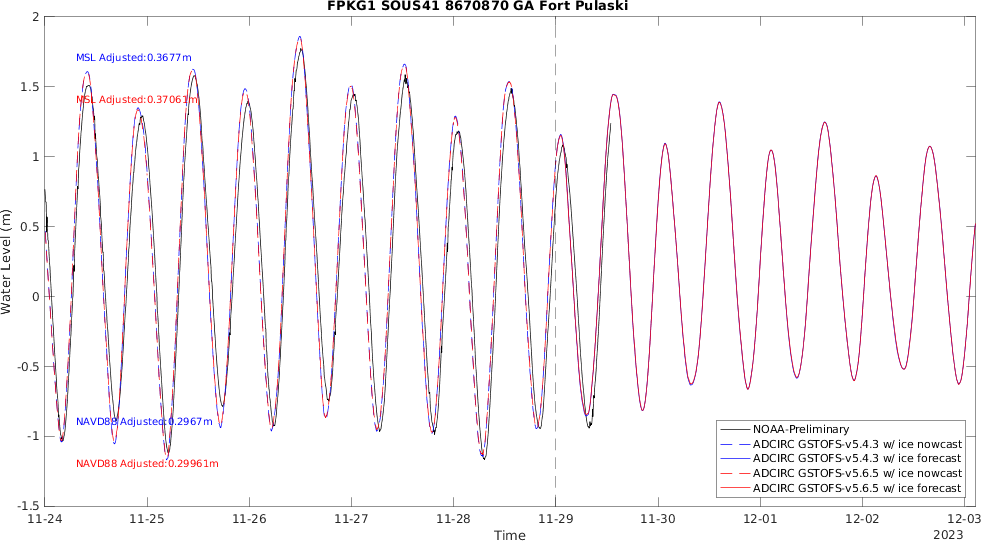 FPKG1 SOUS41 8670870 GA Fort Pulaski
2
1.5
1
0.5
0
-0.5
-1
-1.5
Water Level (m)
MSL Adjusted:0.3677m
MSL Adjusted:0.37061m
NAVD88 Adjusted:0.2967m
NAVD88 Adjusted:0.29961m
NOAA-Preliminary
ADCIRC GSTOFS-v5.4.3 w/ ice nowcast
ADCIRC GSTOFS-v5.4.3 w/ ice forecast
ADCIRC GSTOFS-v5.6.5 w/ ice nowcast
ADCIRC GSTOFS-v5.6.5 w/ ice forecast
11-24 11-25 11-26 11-27 11-28 11-29 11-30 12-01 12-02 12-03
Time
2023